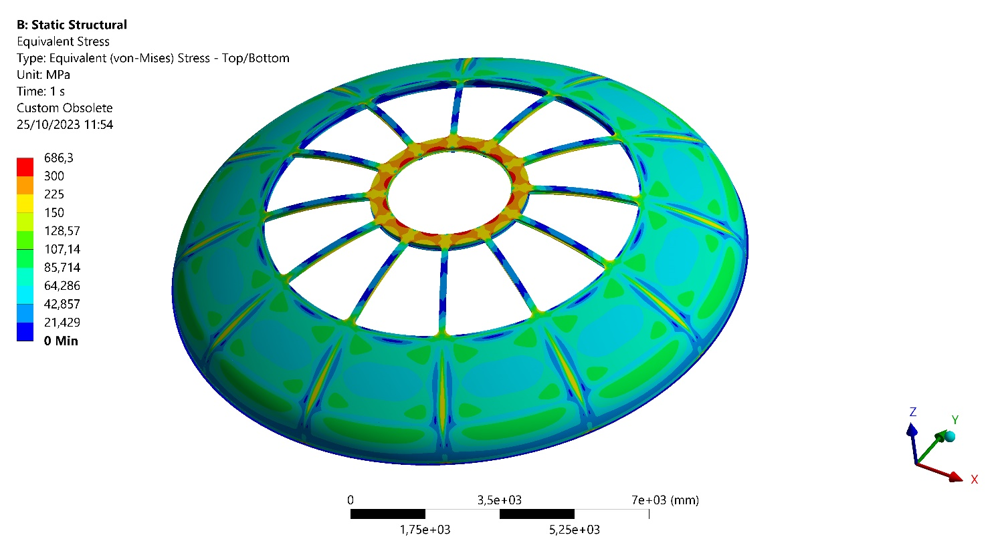 B: Static Structural
Equivalent Stress
Type: Equivalent (von-Mises) Stress - Top/Bottom
Unit: MPa
Time: 1 s
Custom Obsolete
25/10/2023 11:54
686,3
300
225
150
128,57
107,14
85,714
64,286
42,857
21,429
0 Min
Z
Y
X
0
3,5e+03
7e+03 (mm)
1,75e+03
5,25e+03